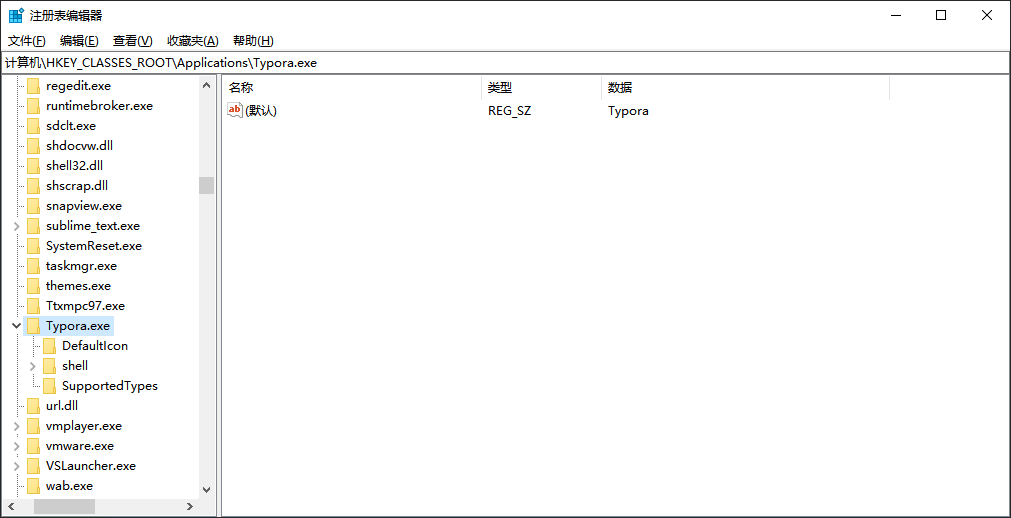 注册表编辑器
文件(F) 编辑(E) 查看(V) 收藏夹(A) 帮助(H)
计算机\HKEY_CLASSES_ROOT\Applications\Typora.exe
regedit.exe
runtimebroker.exe
sdclt.exe
shdocvw.dll
shell32.dll
shscrap.dll
snapview.exe
sublime_text.exe
SystemReset.exe
taskmgr.exe
themes.exe
Ttxmpc97.exe
Typora.exe
DefaultIcon
shell
SupportedTypes
url.dll
vmplayer.exe
vmware.exe
VSLauncher.exe
wab.exe
名称 类型 数据
ab (默认) REG_SZ Typora